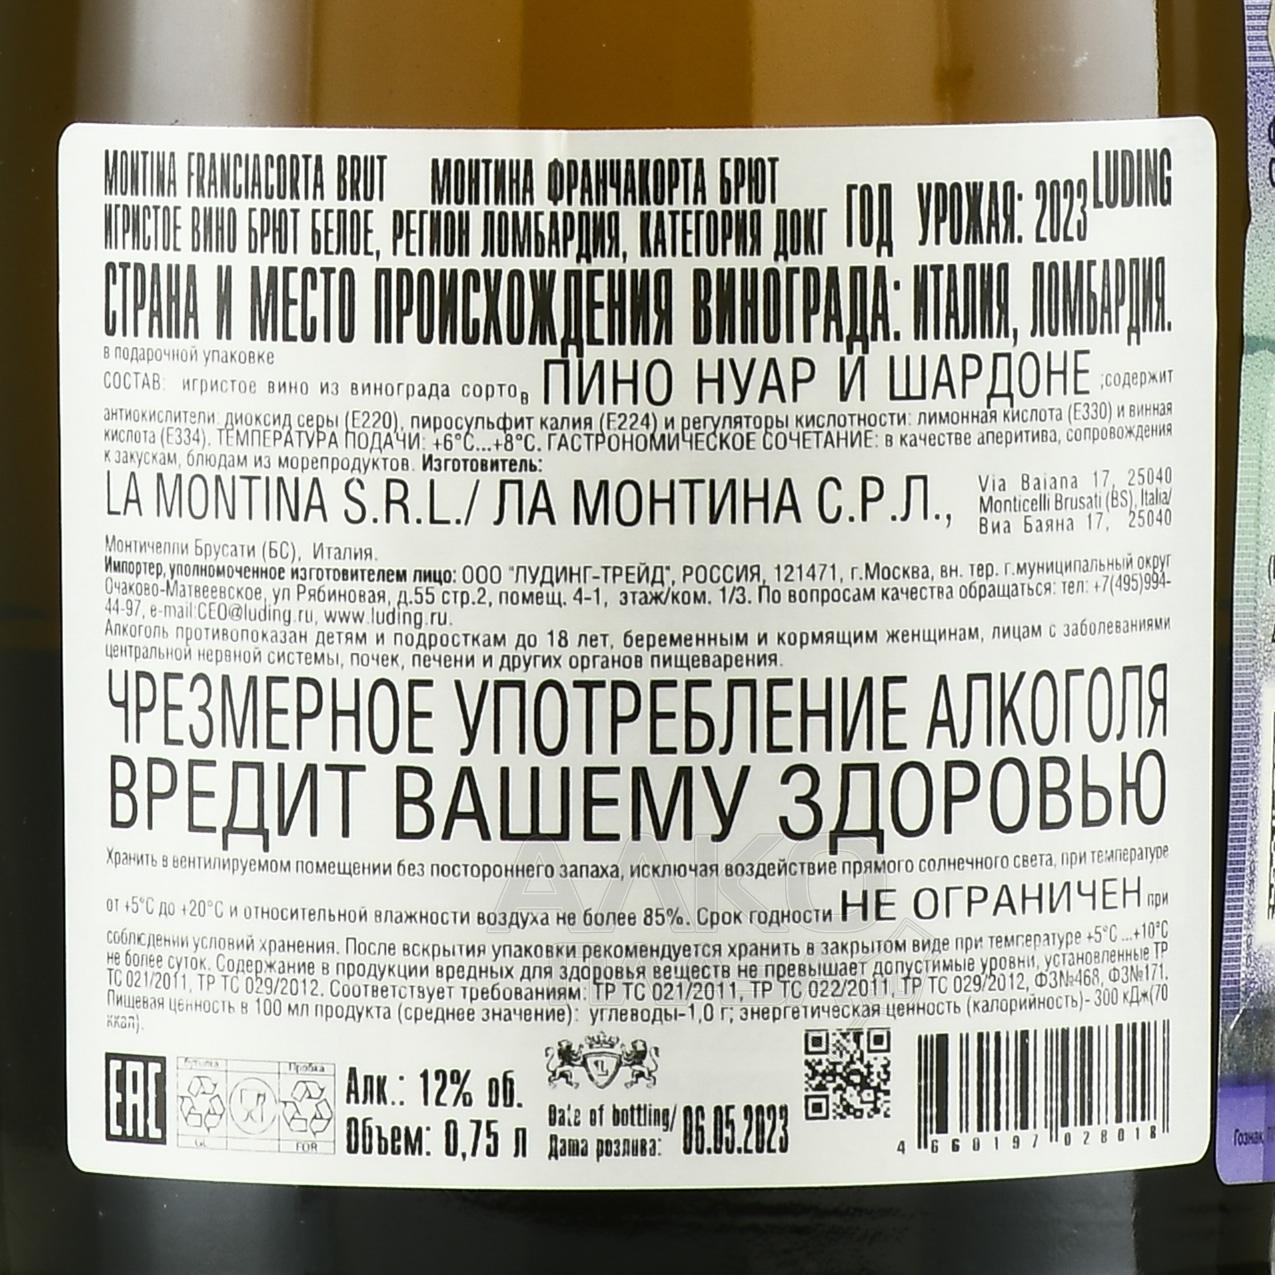 MONTINA FRANCIACORTA BRUT МОНТИНА ФРАНЧАКОРТА БРЮТ LUDING
ИГРИСТОЕ ВИНО БРЮТ БЕЛОЕ, РЕГИОН ЛОМБАРДИЯ, КАТЕГОРИЯ ДОКГ ГОД УРОЖАЯ: 2023
СТРАНА И МЕСТО ПРОИСХОЖДЕНИЯ ВИНОГРАДА: ИТАЛИЯ, ЛОМБАРДИЯ.
в подарочной упаковке
СОСТАВ: игристое вино из винограда сортов ПИНО НУАР И ШАРДОНЕ ;содержит
антиокислители: диоксид серы (Е220), пиросульфит калия (Е224) и регуляторы кислотности: лимонная кислота (Е330) и винная
кислота (Е334). ТЕМПЕРАТУРА ПОДАЧИ: +6°С...+8°С. ГАСТРОНОМИЧЕСКОЕ СОЧЕТАНИЕ: в качестве аперитива, сопровождения
к закускам, блюдам из морепродуктов. Изготовитель:
LA MONTINA S.R.L./ ЛА МОНТИНА С.Р.Л., Via Baiana 17, 25040
Monticelli Brusati (BS), Italia/
Виа Баяна 17, 25040
Монтичелли Брусати (БС), Италия.
Импортер, уполномоченное изготовителем лицо: ООО "ЛУДИНГ-ТРЕЙД", РОССИЯ, 121471, г.Москва, вн. тер. г.муниципальный округ
Очаково-Матвеевское, ул Рябиновая, д.55 стр.2, помещ. 4-1, этаж/ком. 1/3. По вопросам качества обращаться: тел: +7(495)994-
44-97, e-mail:CEO@luding.ru, www.luding.ru.
Алкоголь противопоказан детям и подросткам до 18 лет, беременным и кормящим женщинам, лицам с заболеваниями
центральной нервной системы, почек, печени и других органов пищеварения.
ЧРЕЗМЕРНОЕ УПОТРЕБЛЕНИЕ АЛКОГОЛЯ
ВРЕДИТ ВАШЕМУ ЗДОРОВЬЮ
Хранить в вентилируемом помещении без постороннего запаха, исключая воздействие прямого солнечного света, при температуре
от +5°С до +20°С и относительной влажности воздуха не более 85%. Срок годности НЕ ОГРАНИЧЕН при
соблюдении условий хранения. После вскрытия упаковки рекомендуется хранить в закрытом виде при температуре +5°С ...+10°С
не более суток. Содержание в продукции вредных для здоровья веществ не превышает допустимые уровни, установленные ТР
ТС 021/2011, ТР ТС 029/2012. Соответствует требованиям: ТР ТС 021/2011, ТР ТС 022/2011, ТР ТС 029/2012, ФЗ№468, ФЗ№171.
Пищевая ценность в 100 мл продукта (среднее значение): углеводы-1,0 г; энергетическая ценность (калорийность)- 300 кДж(70
ккал).
EAC
Бутылка Пробка
GL FOR
Алк.: 12% об.
Объем: 0,75 л
Date of bottling/
Дата розлива: 06.05.2023
4 660197 028018
АЛКО
Гознак